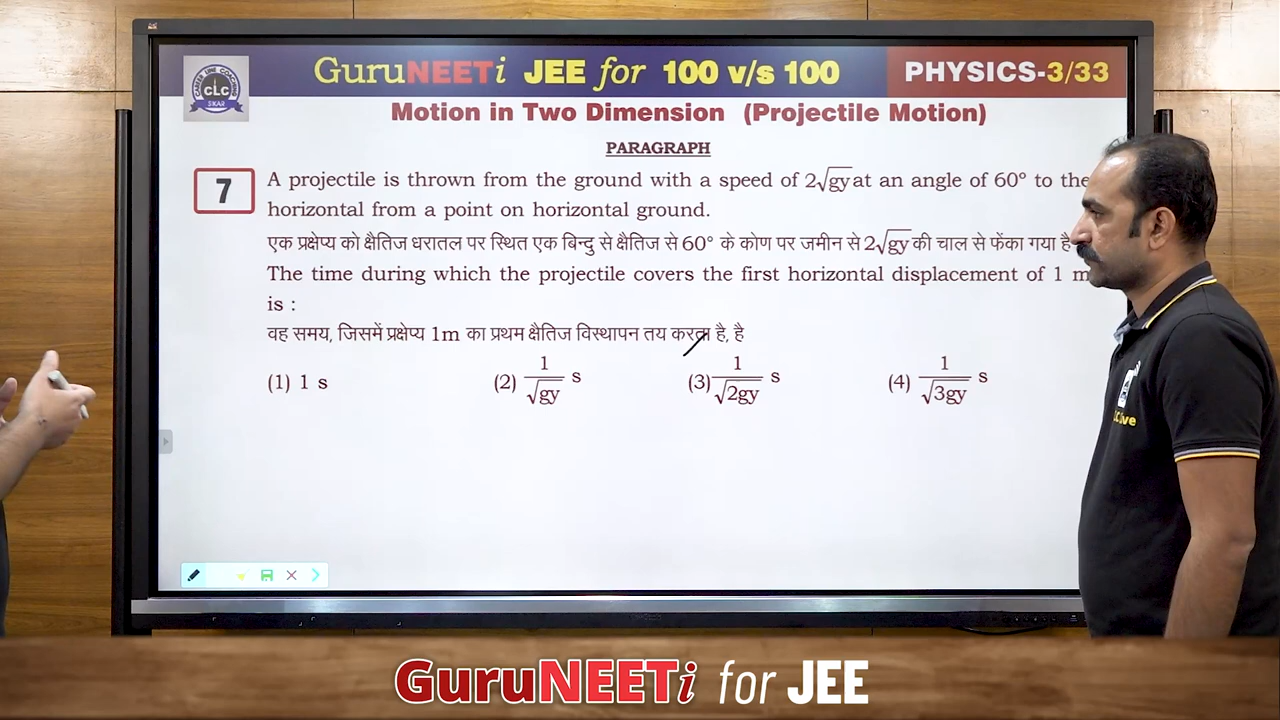 GuruNEETi JEE for 100 v/s 100
PHYSICS-3/33
CLC
SIKAR
Motion in Two Dimension (Projectile Motion)
PARAGRAPH
7
A projectile is thrown from the ground with a speed of 2√gy at an angle of 60° to the
horizontal from a point on horizontal ground.
एक प्रक्षेप्य को क्षैतिज धरातल पर स्थित एक बिन्दु से क्षैतिज से 60° के कोण पर जमीन से 2√gy की चाल से फेंका गया है
The time during which the projectile covers the first horizontal displacement of 1 m
is :
वह समय, जिसमें प्रक्षेप्य 1m का प्रथम क्षैतिज विस्थापन तय करता है, है
(1) 1 s (2) 1/√gy s (3) 1/√2gy s (4) 1/√3gy s
GuruNEETi for JEE